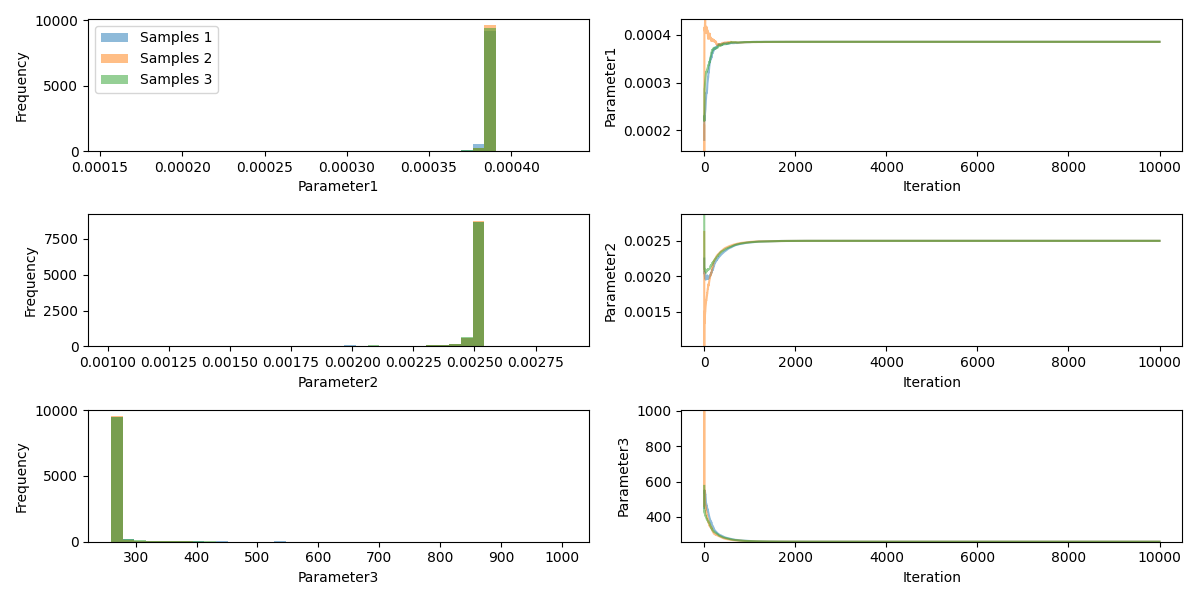 10000
5000
0
Frequency
Samples 1
Samples 2
Samples 3
0.00015 0.00020 0.00025 0.00030 0.00035 0.00040
Parameter1
0.0004
0.0003
0.0002
Parameter1
0 2000 4000 6000 8000 10000
Iteration
7500
5000
2500
0
Frequency
0.00100 0.00125 0.00150 0.00175 0.00200 0.00225 0.00250 0.00275
Parameter2
0.0025
0.0020
0.0015
Parameter2
0 2000 4000 6000 8000 10000
Iteration
10000
5000
0
Frequency
300 400 500 600 700 800 900 1000
Parameter3
1000
800
600
400
Parameter3
0 2000 4000 6000 8000 10000
Iteration